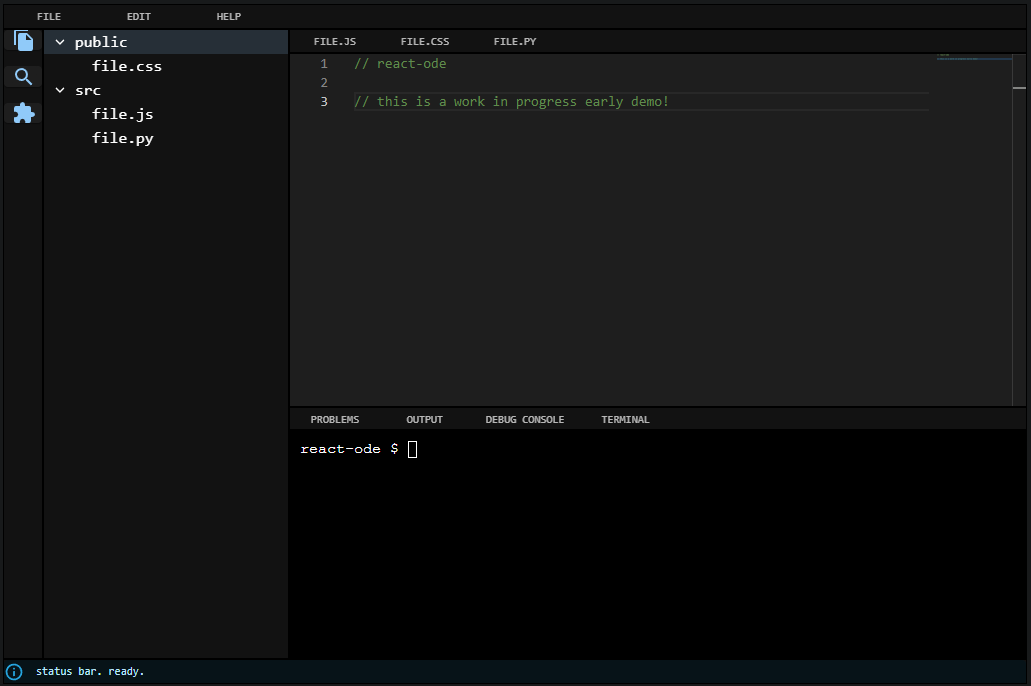 FILE EDIT HELP
public
file.css
src
file.js
file.py
FILE.JS FILE.CSS FILE.PY
1 // react-ode
2
3 // this is a work in progress early demo!
PROBLEMS OUTPUT DEBUG CONSOLE TERMINAL
react-ode $
status bar. ready.